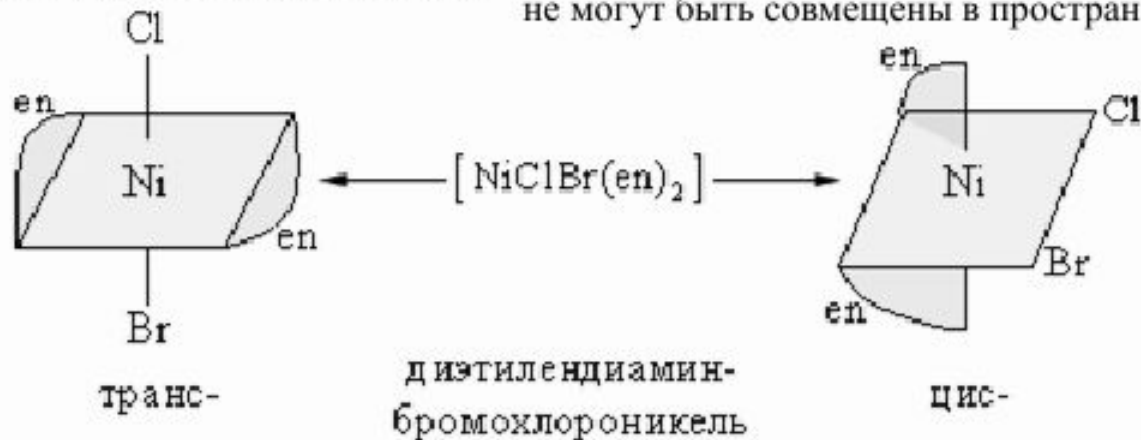 не могут быть совмещены в простран
Cl
en
Ni
en
Br
транс-
[NiClBr(en)₂]
диэтилендиамин-
бромохлороникель
en
Cl
Ni
Br
en
цис-